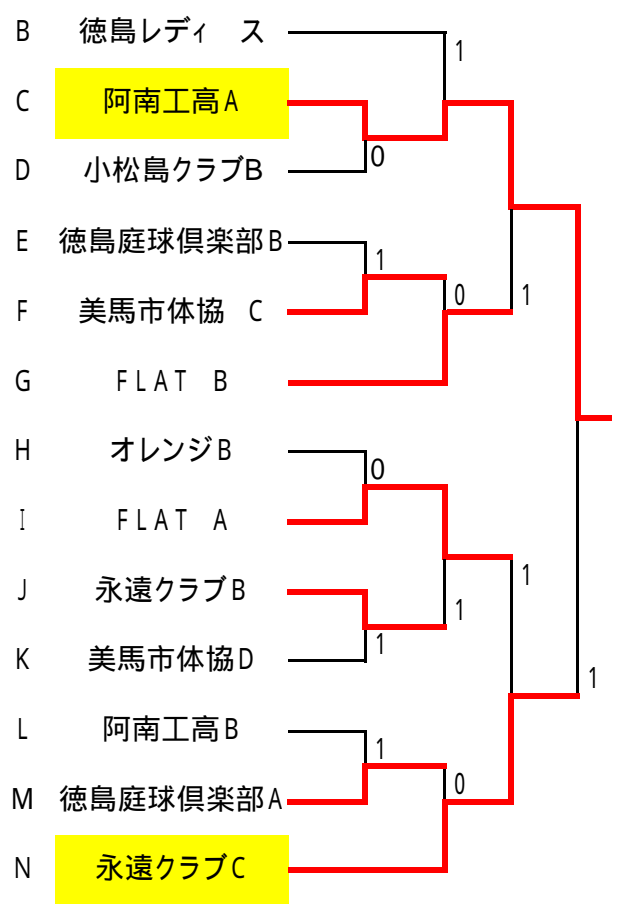 B 徳島レディ ス
1
C 阿南工高A
0
D 小松島クラブB
E 徳島庭球倶楽部B
1
0
1
F 美馬市体協 C
G FLAT B
H オレンジB
0
I FLAT A
1
J 永遠クラブB
1
1
K 美馬市体協D
1
L 阿南工高B
1
0
M 徳島庭球倶楽部A
N 永遠クラブC